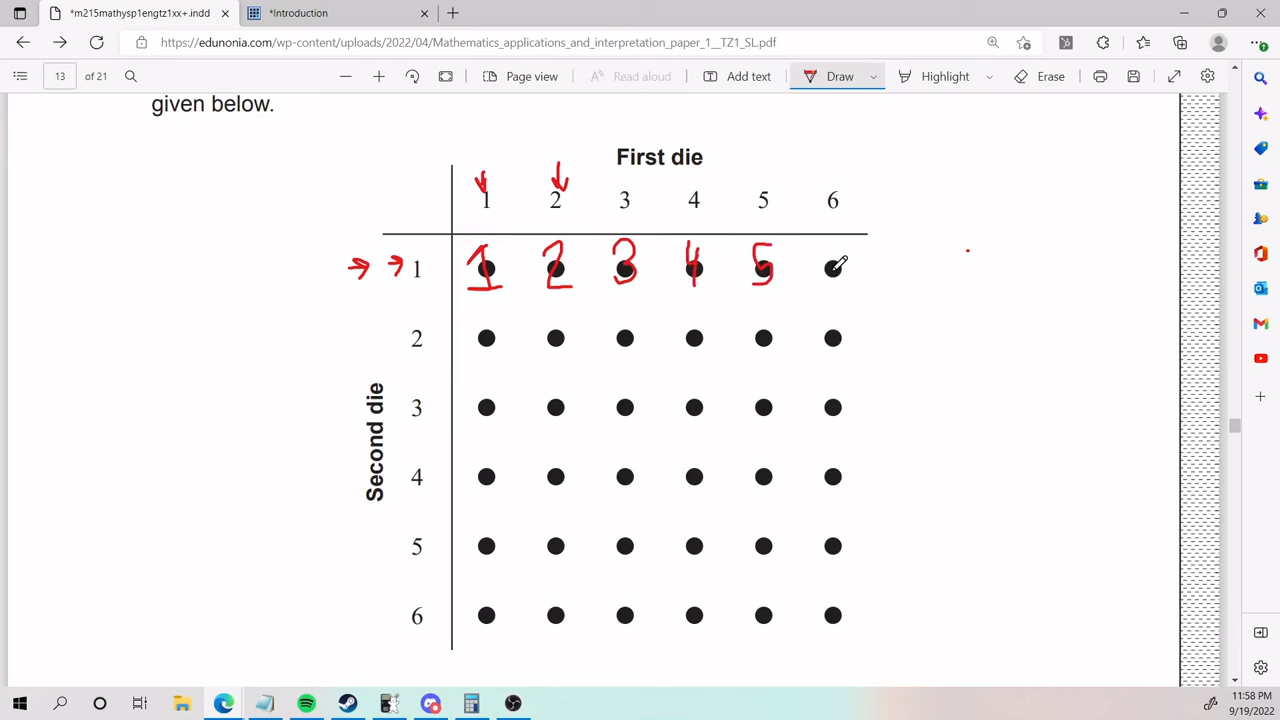 *m215mathysp1engtz1xx+.indd
*Introduction
https://edunonia.com/wp-content/uploads/2022/04/Mathematics_applications_and_interpretation_paper_1__TZ1_SL.pdf
13 of 21
Page view
Read aloud
Add text
Draw
Highlight
Erase
given below.
First die
1 2 3 4 5 6
1 1 2 3 4 5
2
3
Second die
4
5
6
11:58 PM
9/19/2022